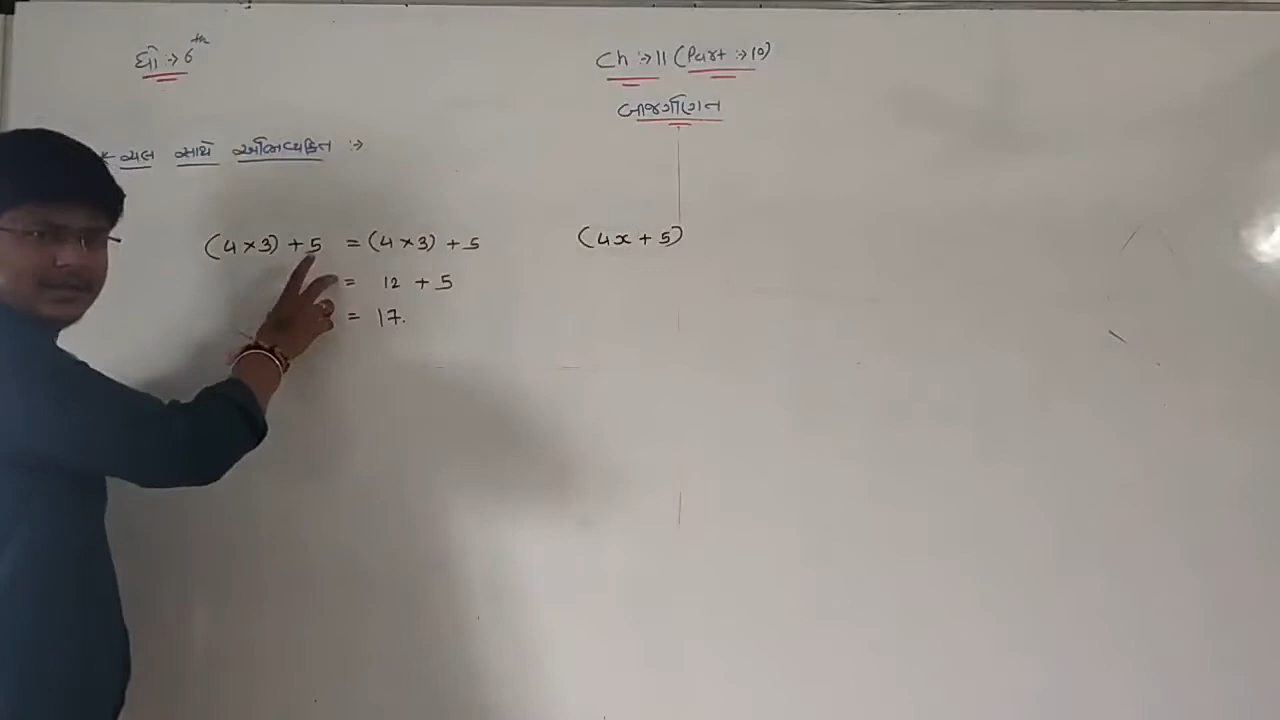 ધો :→ 6th
Ch :→ 11 (Part :→ 10)
બીજગણિત
* ચલ સાથે અભિવ્યક્તિ :→
(4 × 3) + 5 = (4 × 3) + 5
(4x + 5)
= 12 + 5
= 17.